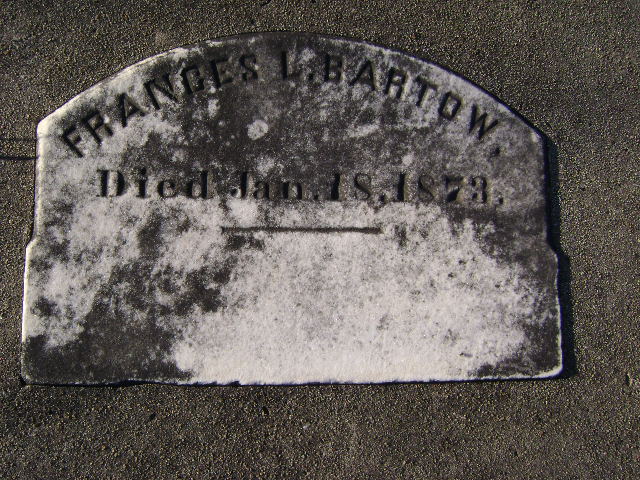 FRANCES L. BARTOW.
Died Jan. 18, 1873.